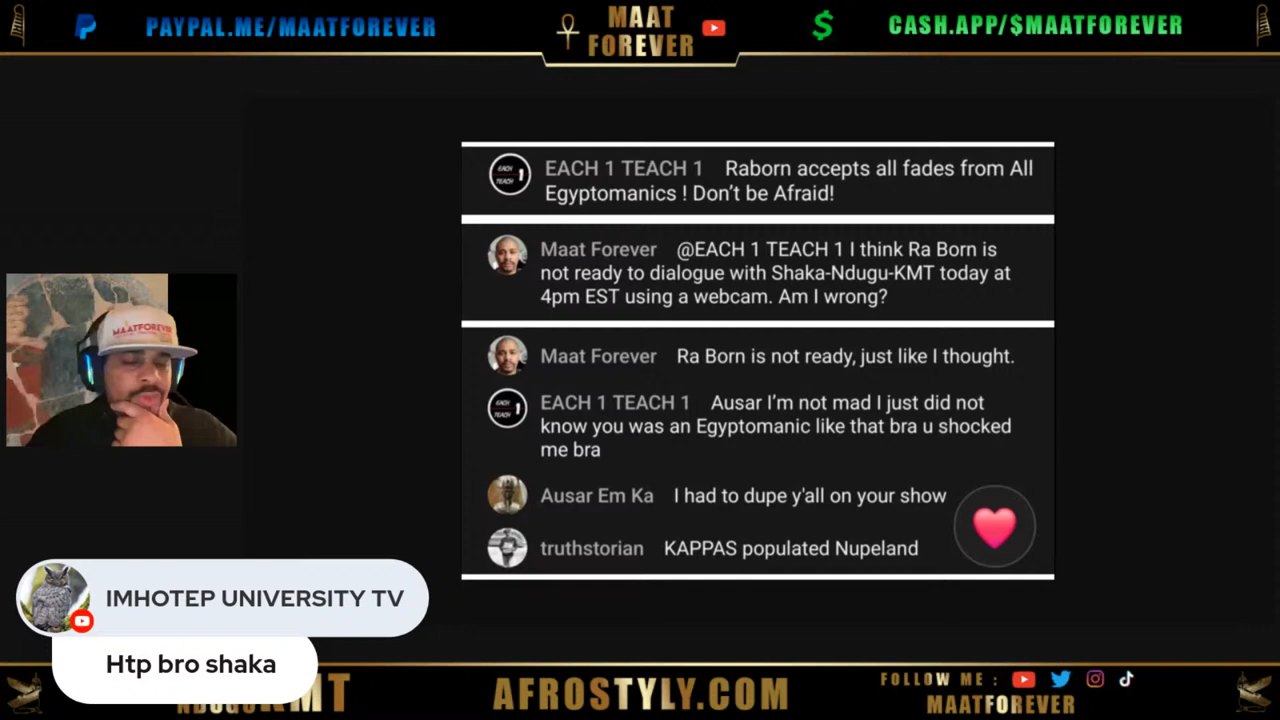 PAYPAL.ME/MAATFOREVER
MAAT
FOREVER
CASH.APP/$MAATFOREVER
EACH 1 TEACH 1 Raborn accepts all fades from All
Egyptomanics ! Don't be Afraid!
Maat Forever @EACH 1 TEACH 1 I think Ra Born is
not ready to dialogue with Shaka-Ndugu-KMT today at
4pm EST using a webcam. Am I wrong?
Maat Forever Ra Born is not ready, just like I thought.
EACH 1 TEACH 1 Ausar I'm not mad I just did not
know you was an Egyptomanic like that bra u shocked
me bra
Ausar Em Ka I had to dupe y'all on your show
truthstorian KAPPAS populated Nupeland
MAATFOREVER
IMHOTEP UNIVERSITY TV
Htp bro shaka
AFROSTYLY.COM
FOLLOW ME :
MAATFOREVER